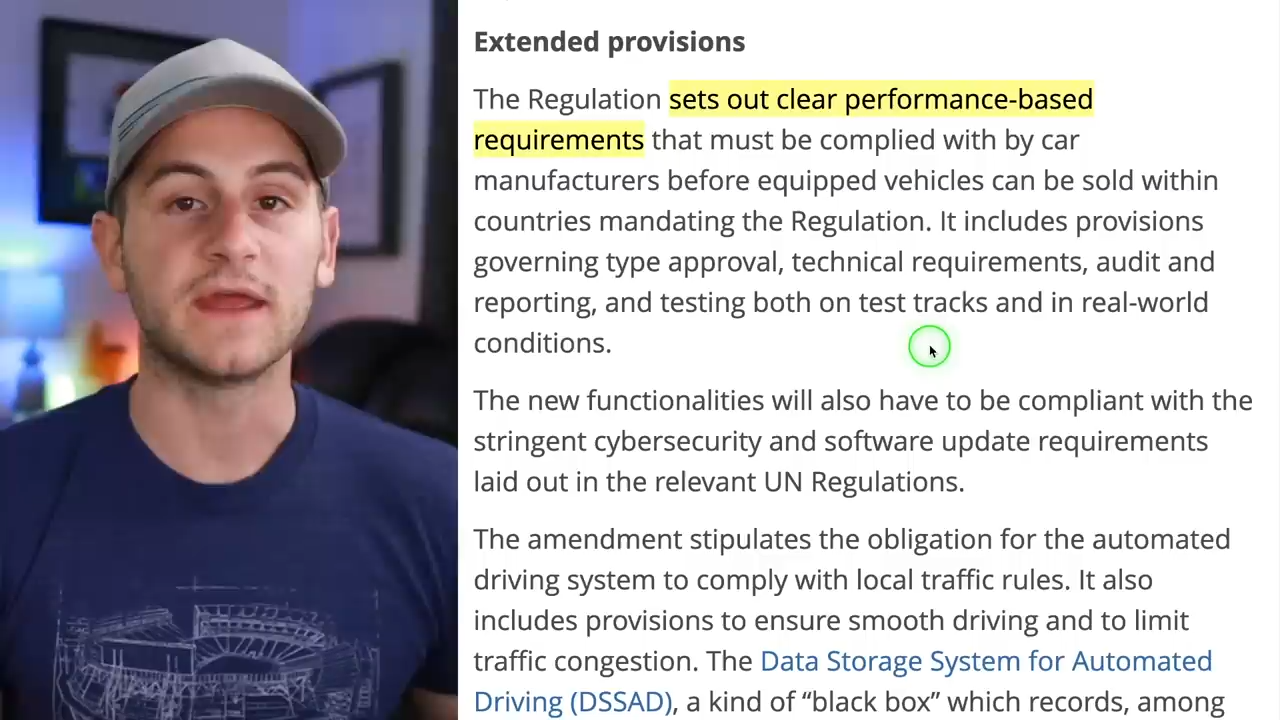 Extended provisions
The Regulation sets out clear performance-based
requirements that must be complied with by car
manufacturers before equipped vehicles can be sold within
countries mandating the Regulation. It includes provisions
governing type approval, technical requirements, audit and
reporting, and testing both on test tracks and in real-world
conditions.
The new functionalities will also have to be compliant with the
stringent cybersecurity and software update requirements
laid out in the relevant UN Regulations.
The amendment stipulates the obligation for the automated
driving system to comply with local traffic rules. It also
includes provisions to ensure smooth driving and to limit
traffic congestion. The Data Storage System for Automated
Driving (DSSAD), a kind of “black box” which records, among